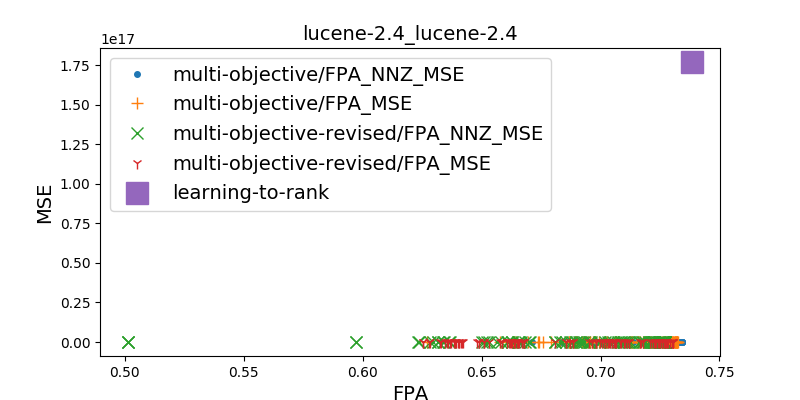 lucene-2.4_lucene-2.4
1e17
1.75
1.50
1.25
1.00
0.75
0.50
0.25
0.00
MSE
multi-objective/FPA_NNZ_MSE
multi-objective/FPA_MSE
multi-objective-revised/FPA_NNZ_MSE
multi-objective-revised/FPA_MSE
learning-to-rank
0.50 0.55 0.60 0.65 0.70 0.75
FPA